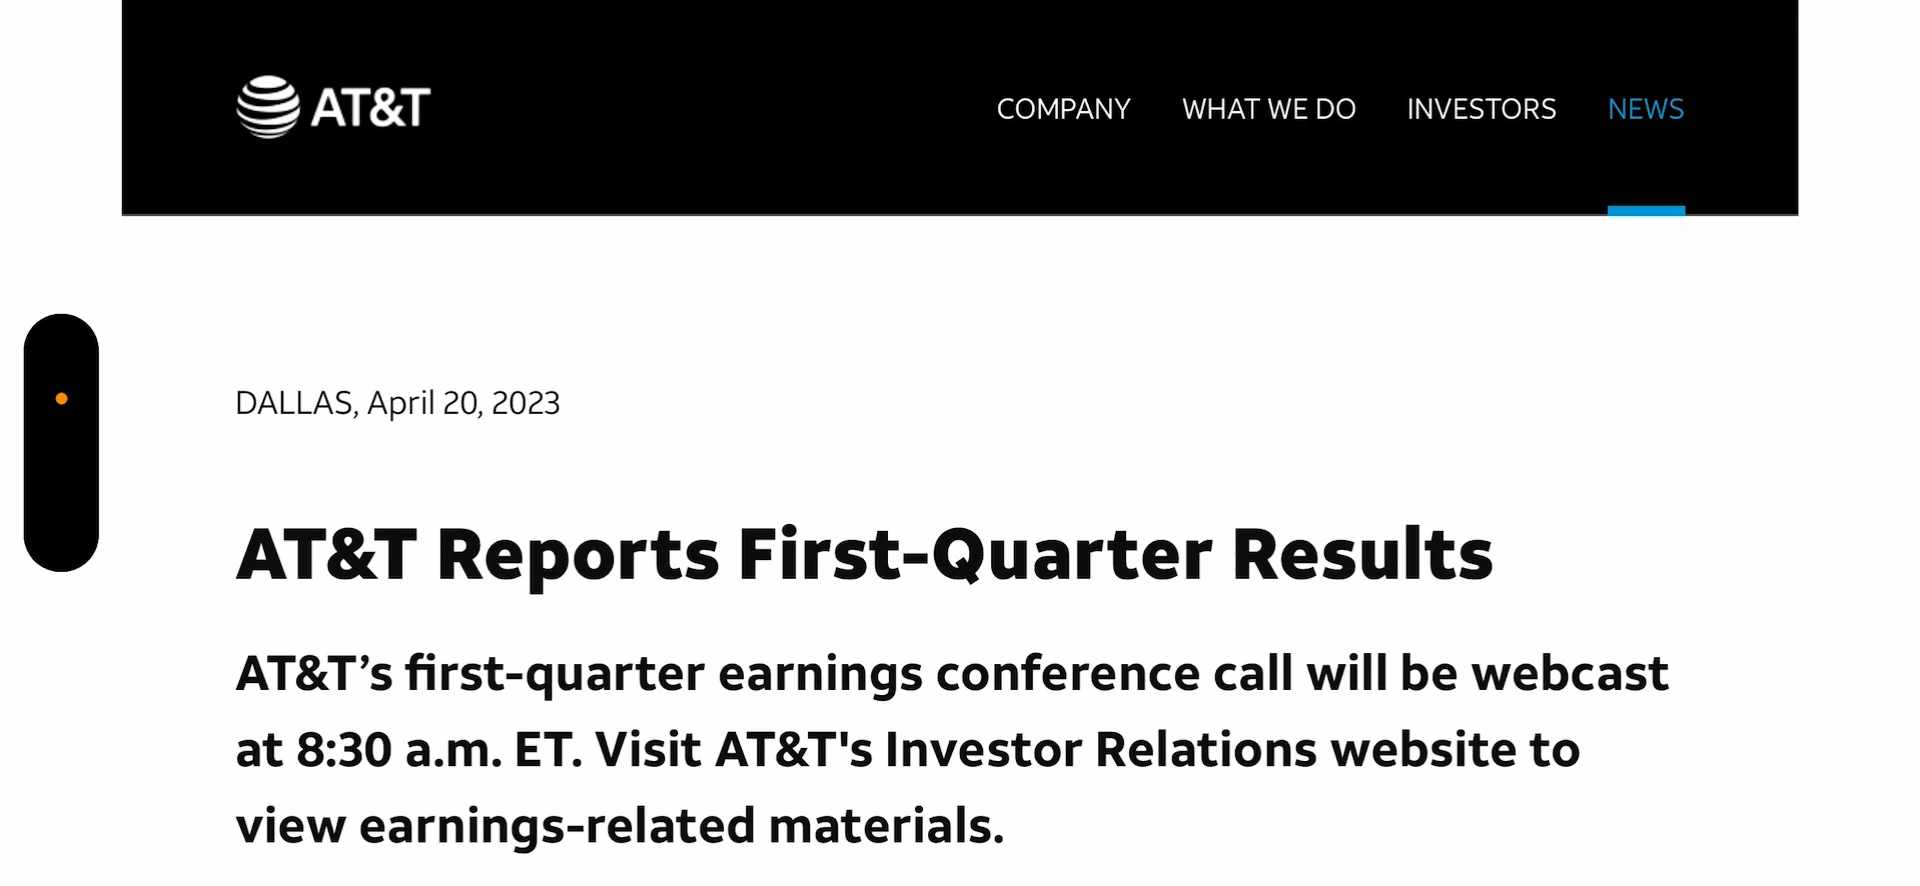 AT&T
COMPANY WHAT WE DO INVESTORS NEWS
DALLAS, April 20, 2023
AT&T Reports First-Quarter Results
AT&T’s first-quarter earnings conference call will be webcast
at 8:30 a.m. ET. Visit AT&T's Investor Relations website to
view earnings-related materials.